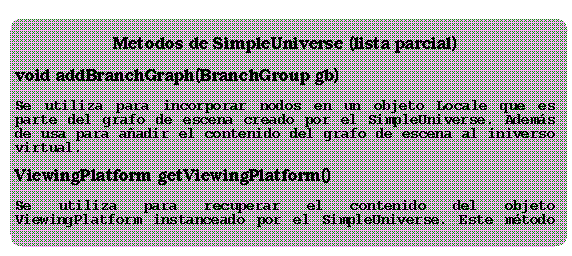 Metodos de SimpleUniverse (lista parcial)
void addBranchGraph(BranchGroup gb)
Se utiliza para incorporar nodos en un objeto Locale que es
parte del grafo de escena creado por el SimpleUniverse. Además
de usa para añadir el contenido del grafo de escena al iniverso
virtual.
ViewingPlatform getViewingPlatform()
Se utiliza para recuperar el contenido del objeto
ViewingPlatform instanceado por el SimpleUniverse. Este método